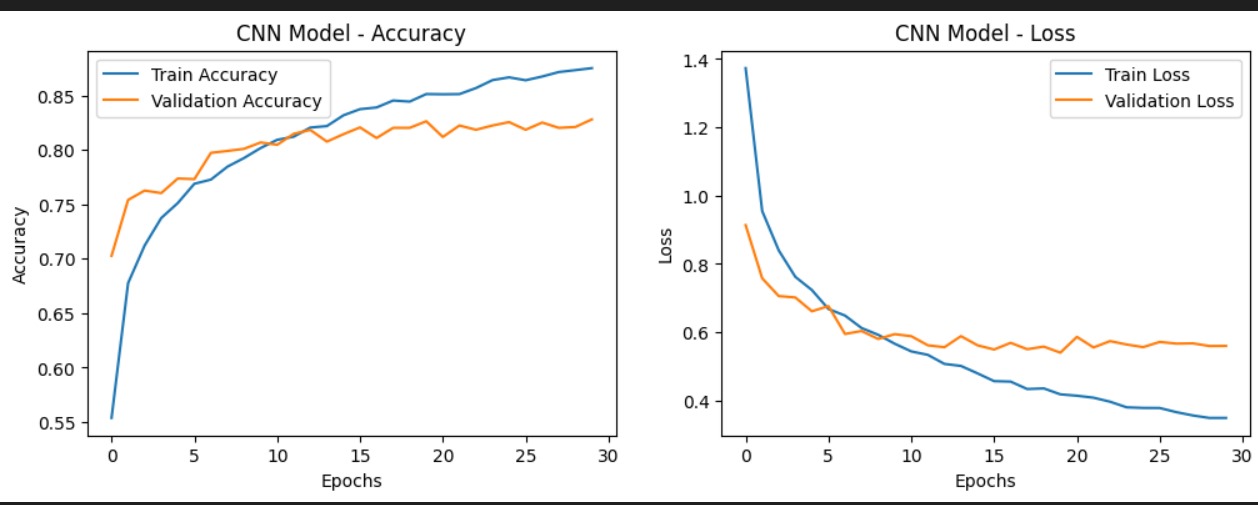 CNN Model - Accuracy
Train Accuracy
Validation Accuracy
Accuracy
0.85
0.80
0.75
0.70
0.65
0.60
0.55
0 5 10 15 20 25 30
Epochs
CNN Model - Loss
Train Loss
Validation Loss
Loss
1.4
1.2
1.0
0.8
0.6
0.4
0 5 10 15 20 25 30
Epochs